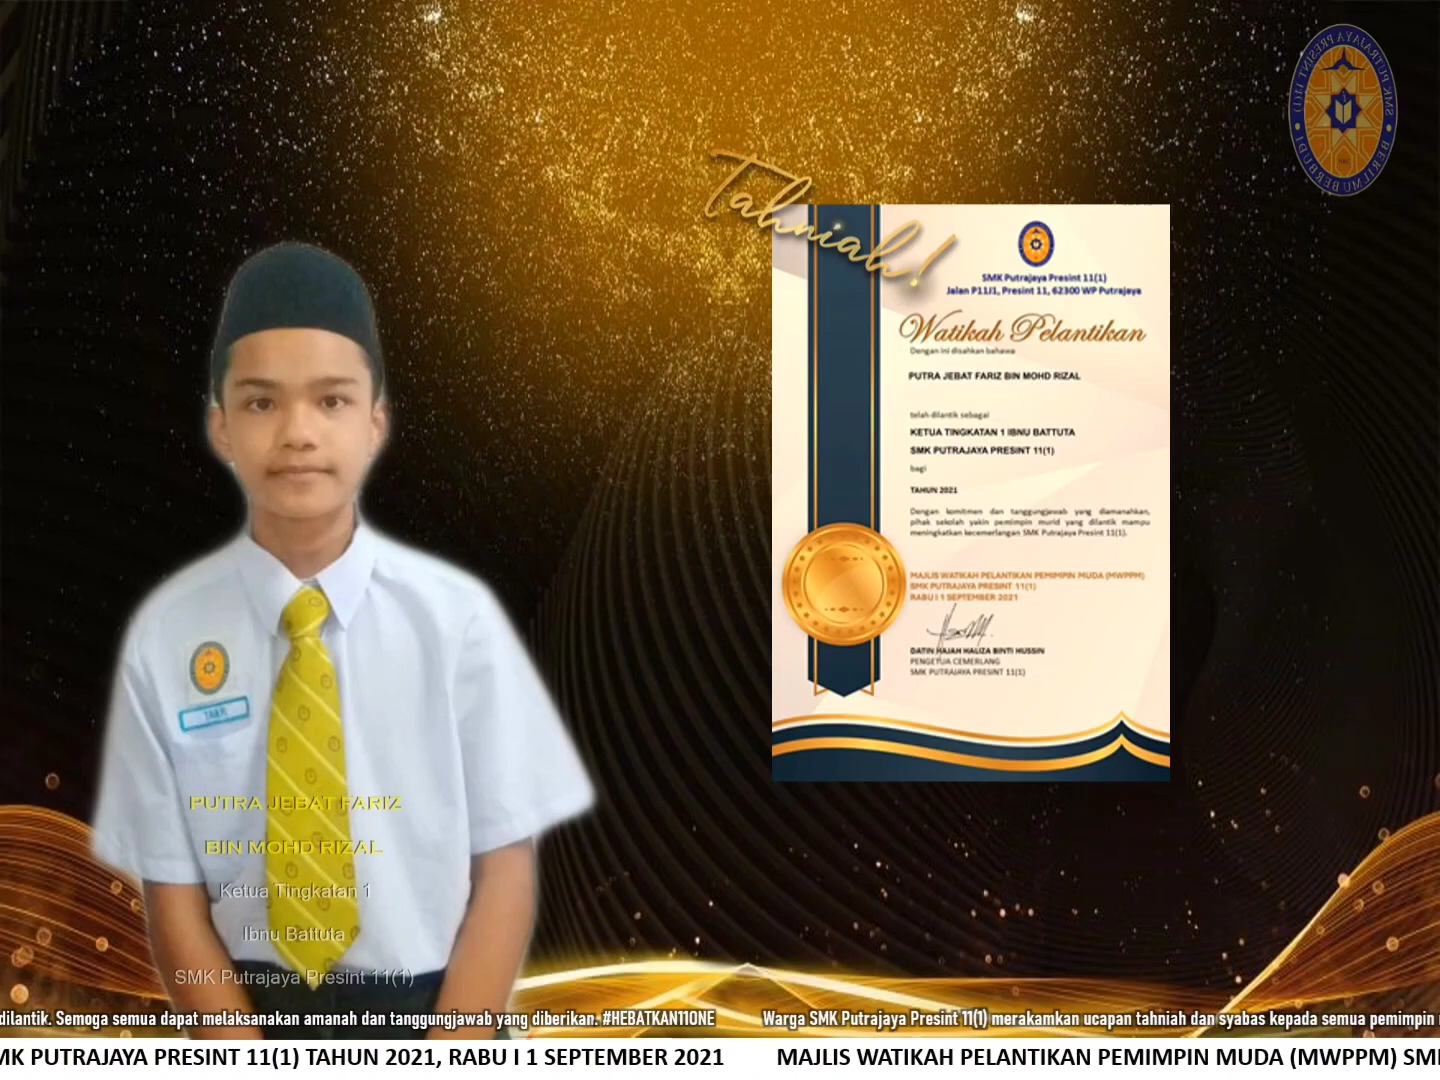 SMK PUTRAJAYA PRESINT 11(1)
BERILMU BERBUDI
Tahniah!
SMK Putrajaya Presint 11(1)
Jalan P11J1, Presint 11, 62300 WP Putrajaya
Watikah Pelantikan
Dengan ini disahkan bahawa
PUTRA JEBAT FARIZ BIN MOHD RIZAL
telah dilantik sebagai
KETUA TINGKATAN 1 IBNU BATTUTA
SMK PUTRAJAYA PRESINT 11(1)
bagi
TAHUN 2021
Dengan komitmen dan tanggungjawab yang diamanahkan,
pihak sekolah yakin pemimpin murid yang dilantik mampu
meningkatkan kecemerlangan SMK Putrajaya Presint 11(1).
MAJLIS WATIKAH PELANTIKAN PEMIMPIN MUDA (MWPPM)
SMK PUTRAJAYA PRESINT 11(1)
RABU I 1 SEPTEMBER 2021
DATIN HAJAH HALIZA BINTI HUSSIN
PENGETUA CEMERLANG
SMK PUTRAJAYA PRESINT 11(1)
PUTRA JEBAT FARIZ
BIN MOHD RIZAL
Ketua Tingkatan 1
Ibnu Battuta
SMK Putrajaya Presint 11(1)
dilantik. Semoga semua dapat melaksanakan amanah dan tanggungjawab yang diberikan. #HEBATKAN11ONE Warga SMK Putrajaya Presint 11(1) merakamkan ucapan tahniah dan syabas kepada semua pemimpin
MK PUTRAJAYA PRESINT 11(1) TAHUN 2021, RABU I 1 SEPTEMBER 2021 MAJLIS WATIKAH PELANTIKAN PEMIMPIN MUDA (MWPPM) SM